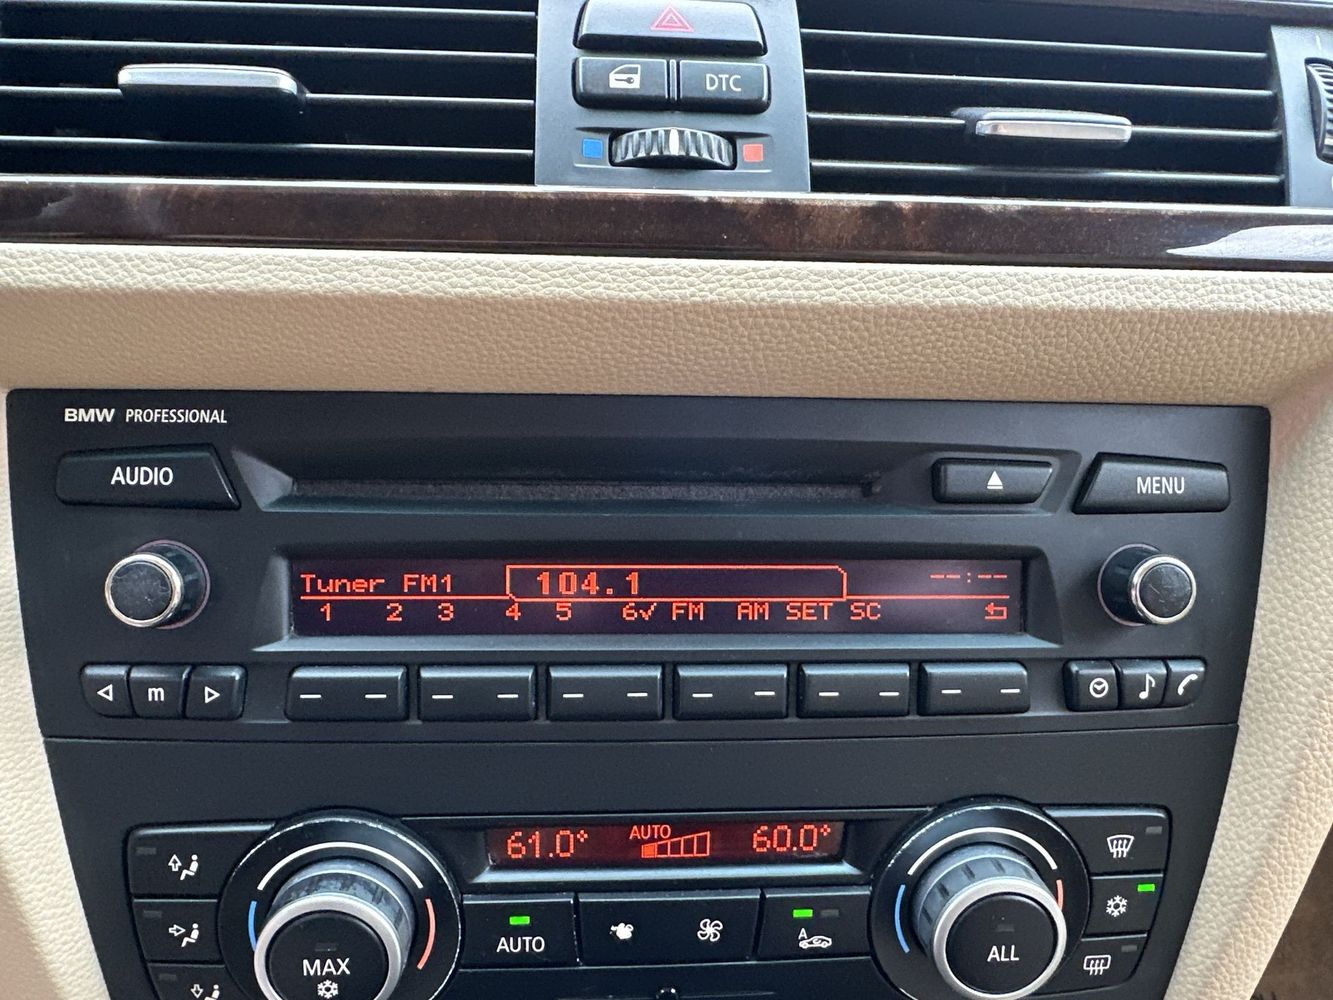 DTC
BMW PROFESSIONAL
AUDIO
MENU
Tuner FM1 104.1 --:--
1 2 3 4 5 6✓ FM AM SET SC
m
61.0° AUTO 60.0°
AUTO
A
MAX
ALL